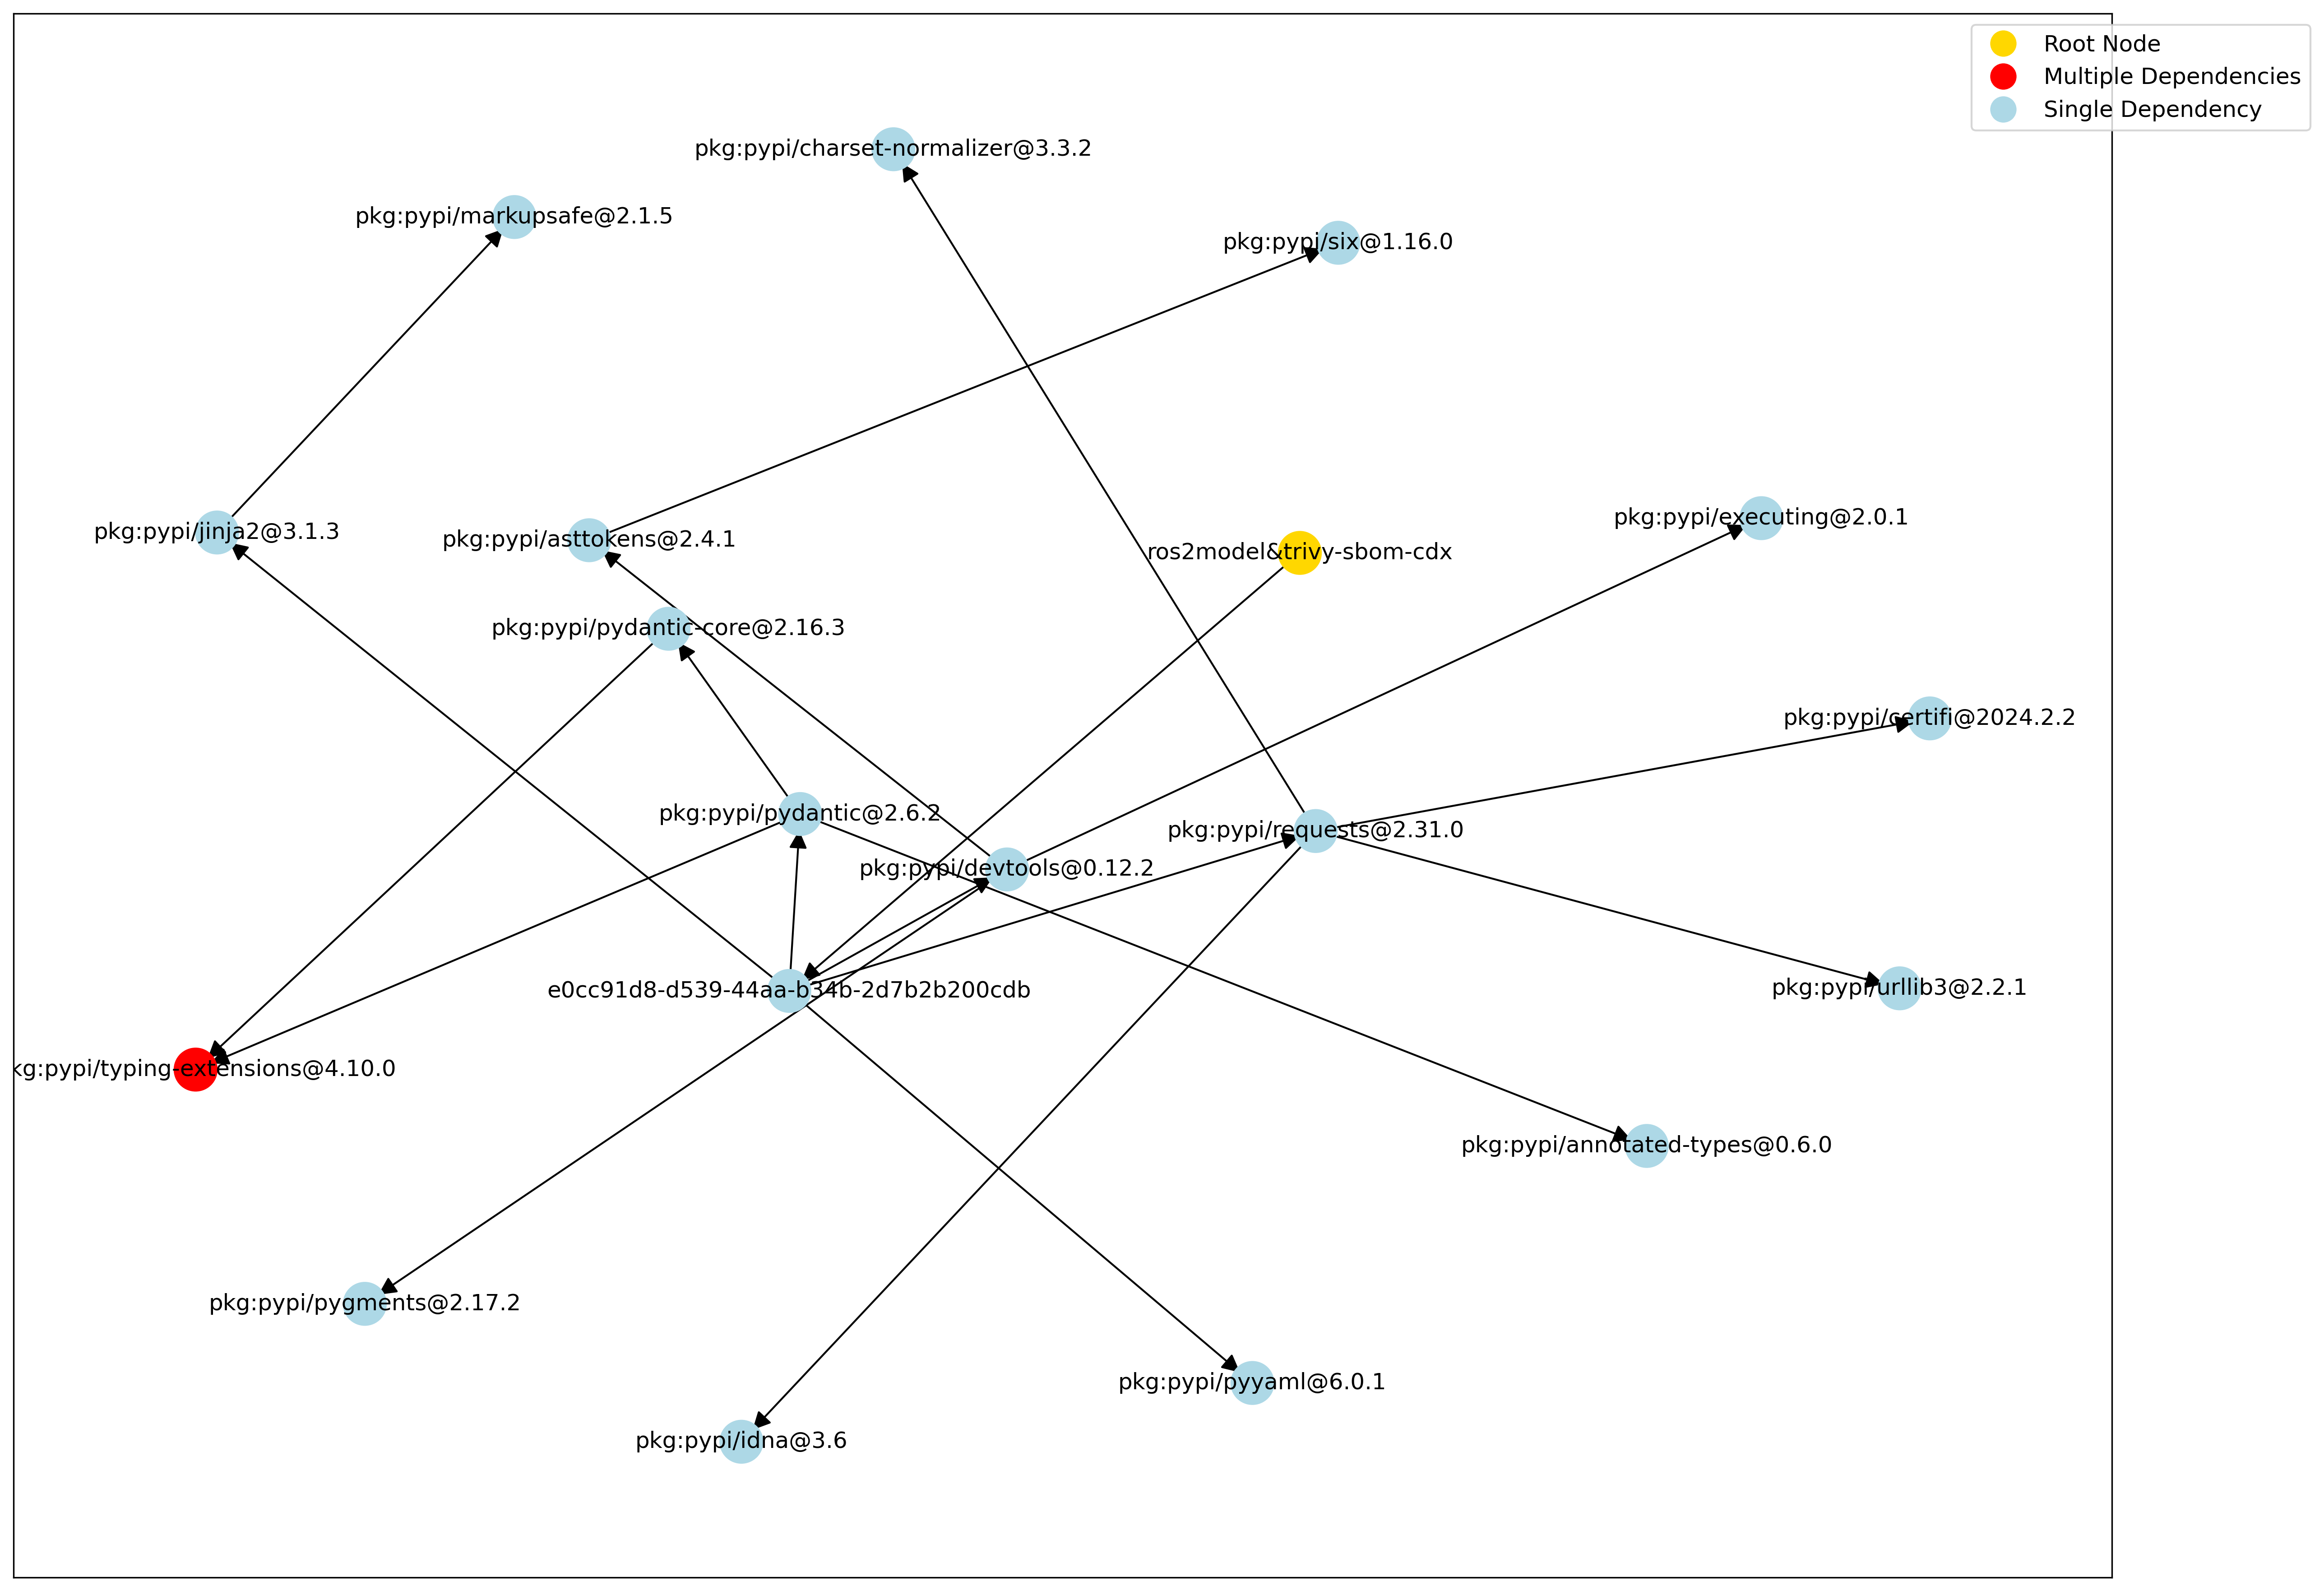 Root Node
Multiple Dependencies
Single Dependency
pkg:pypi/charset-normalizer@3.3.2
pkg:pypi/markupsafe@2.1.5
pkg:pypi/six@1.16.0
pkg:pypi/executing@2.0.1
pkg:pypi/jinja2@3.1.3
pkg:pypi/asttokens@2.4.1
ros2model&trivy-sbom-cdx
pkg:pypi/pydantic-core@2.16.3
pkg:pypi/certifi@2024.2.2
pkg:pypi/pydantic@2.6.2
pkg:pypi/requests@2.31.0
pkg:pypi/devtools@0.12.2
e0cc91d8-d539-44aa-b34b-2d7b2b200cdb
pkg:pypi/urllib3@2.2.1
kg:pypi/typing-extensions@4.10.0
pkg:pypi/annotated-types@0.6.0
pkg:pypi/pygments@2.17.2
pkg:pypi/pyyaml@6.0.1
pkg:pypi/idna@3.6